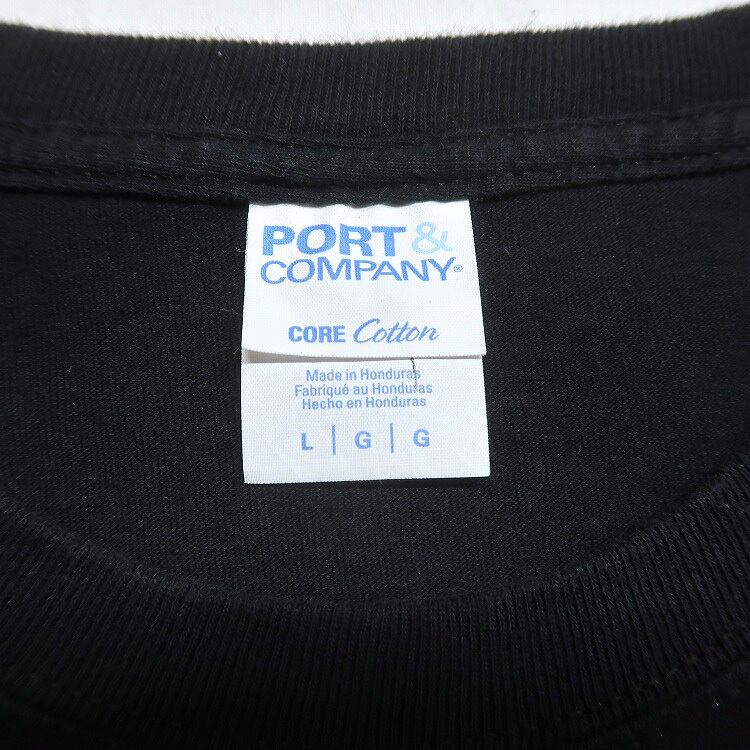 PORT &
COMPANY®
CORE Cotton
Made in Honduras
Fabriqué au Honduras
Hecho en Honduras
L | G | G